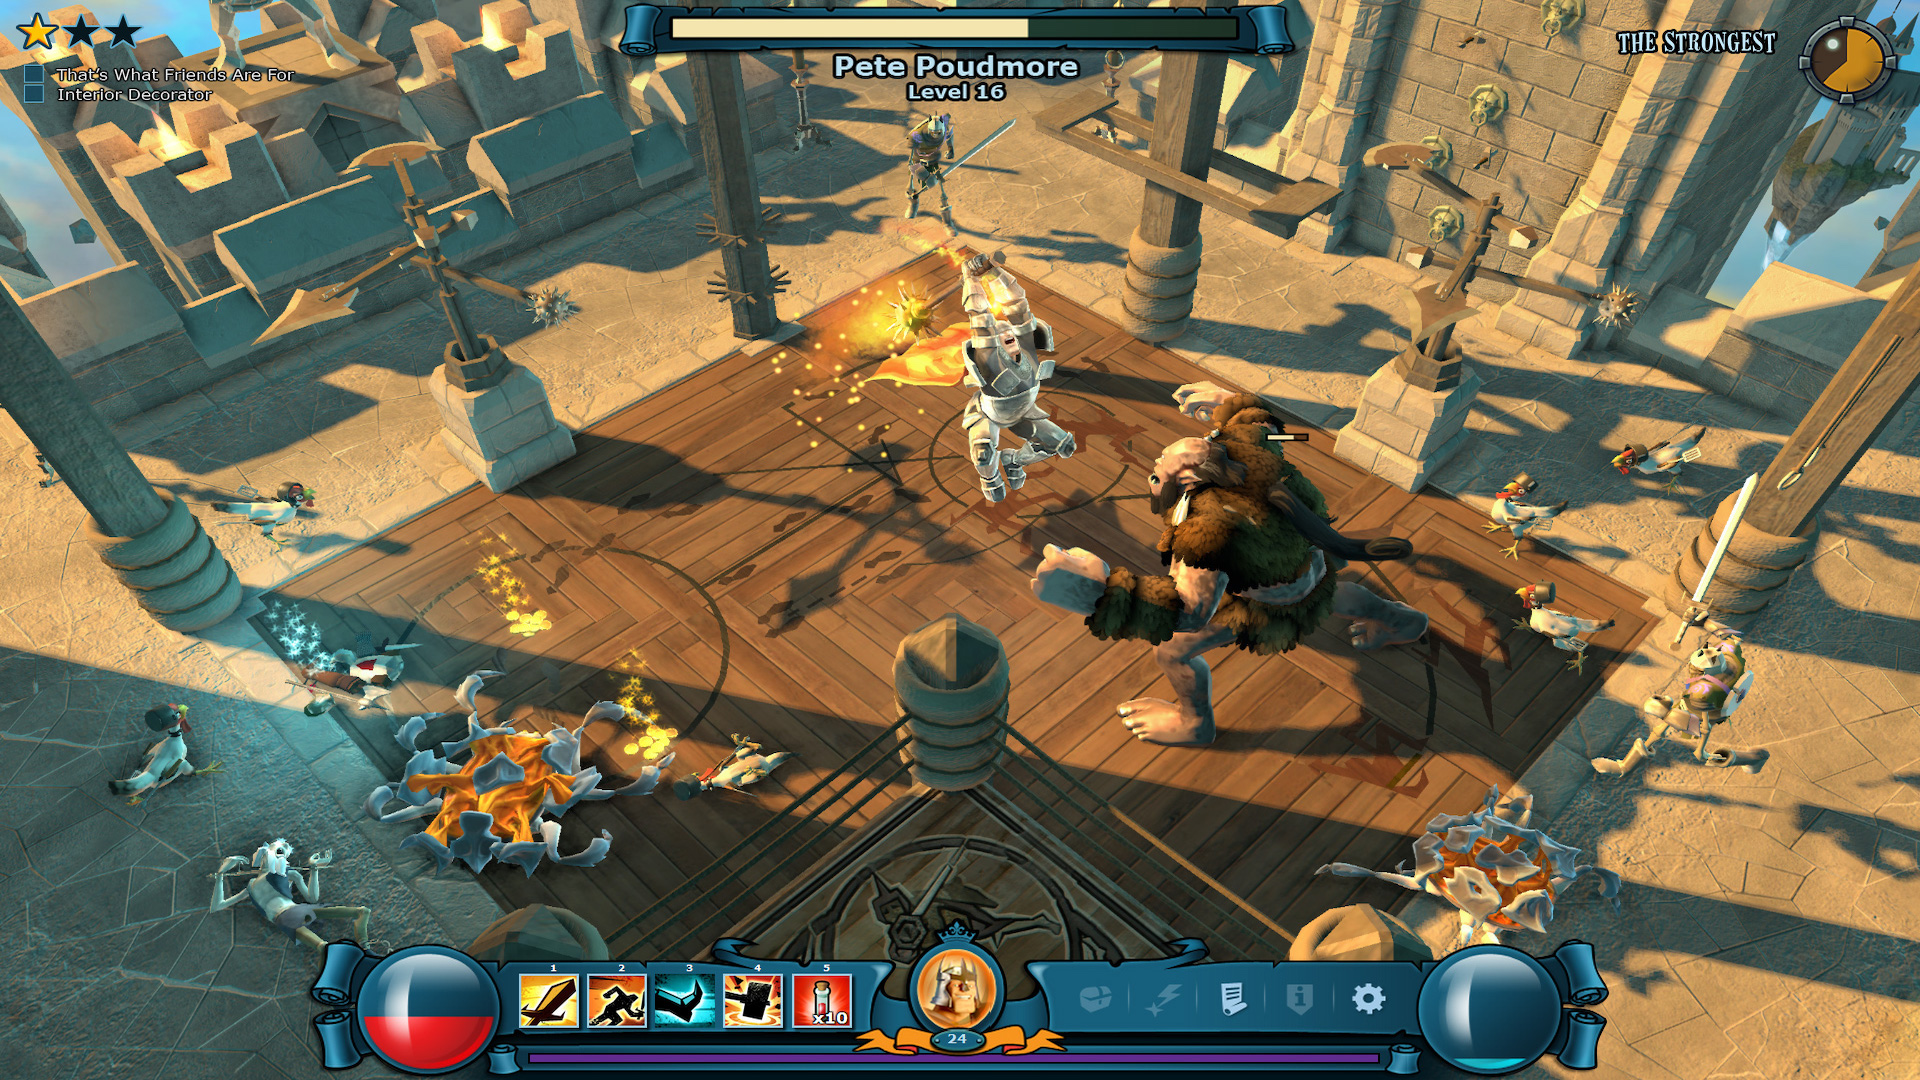 That's What Friends Are For
Interior Decorator
Pete Poudmore
Level 16
THE STRONGEST
1 2 3 4 5
x10
24